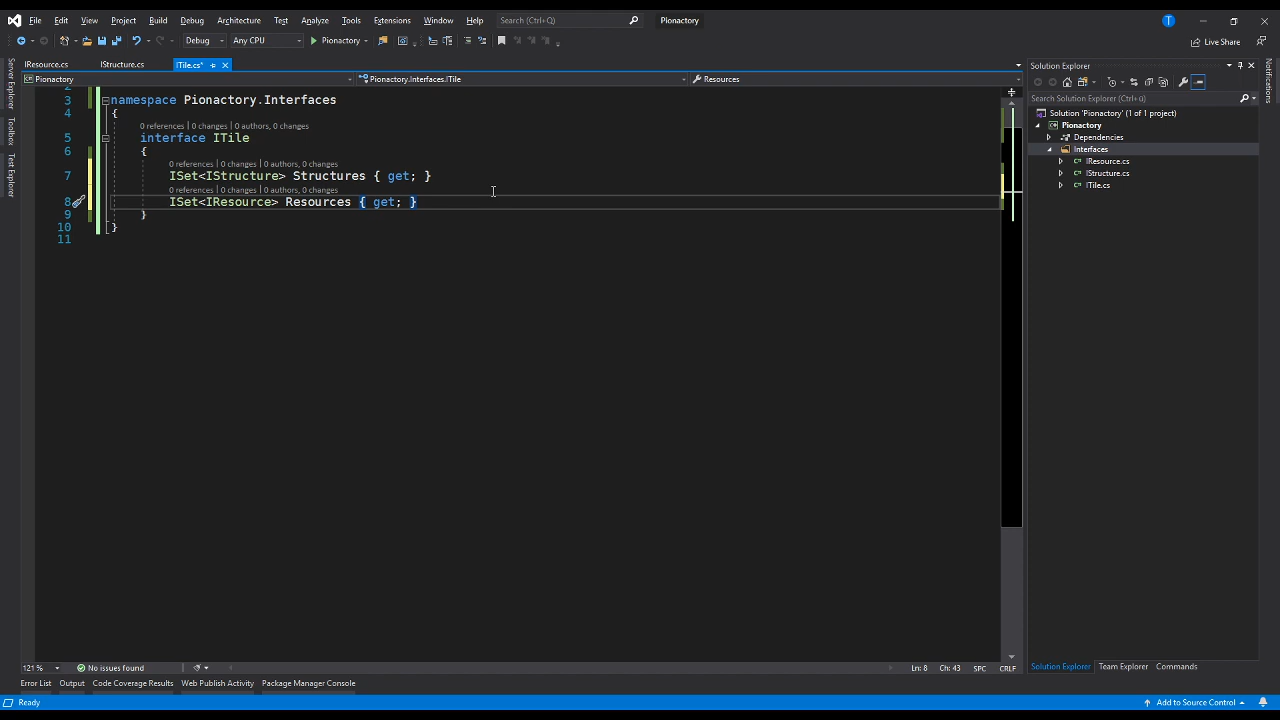 File Edit View Project Build Debug Architecture Test Analyze Tools Extensions Window Help Search (Ctrl+Q) Pionactory T
Debug Any CPU Pionactory Live Share
IResource.cs IStructure.cs ITile.cs*
Pionactory Pionactory.Interfaces.ITile Resources
Server Explorer
Toolbox
Test Explorer
3 namespace Pionactory.Interfaces
4 {
0 references | 0 changes | 0 authors, 0 changes
5 interface ITile
6 {
0 references | 0 changes | 0 authors, 0 changes
7 ISet<IStructure> Structures { get; }
0 references | 0 changes | 0 authors, 0 changes
8 ISet<IResource> Resources { get; }
9 }
10 }
11
121 % No issues found Ln: 8 Ch: 43 SPC CRLF
Solution Explorer
Search Solution Explorer (Ctrl+ü)
Solution 'Pionactory' (1 of 1 project)
Pionactory
Dependencies
Interfaces
IResource.cs
IStructure.cs
ITile.cs
Solution Explorer Team Explorer Commands
Notifications
Error List Output Code Coverage Results Web Publish Activity Package Manager Console
Ready Add to Source Control